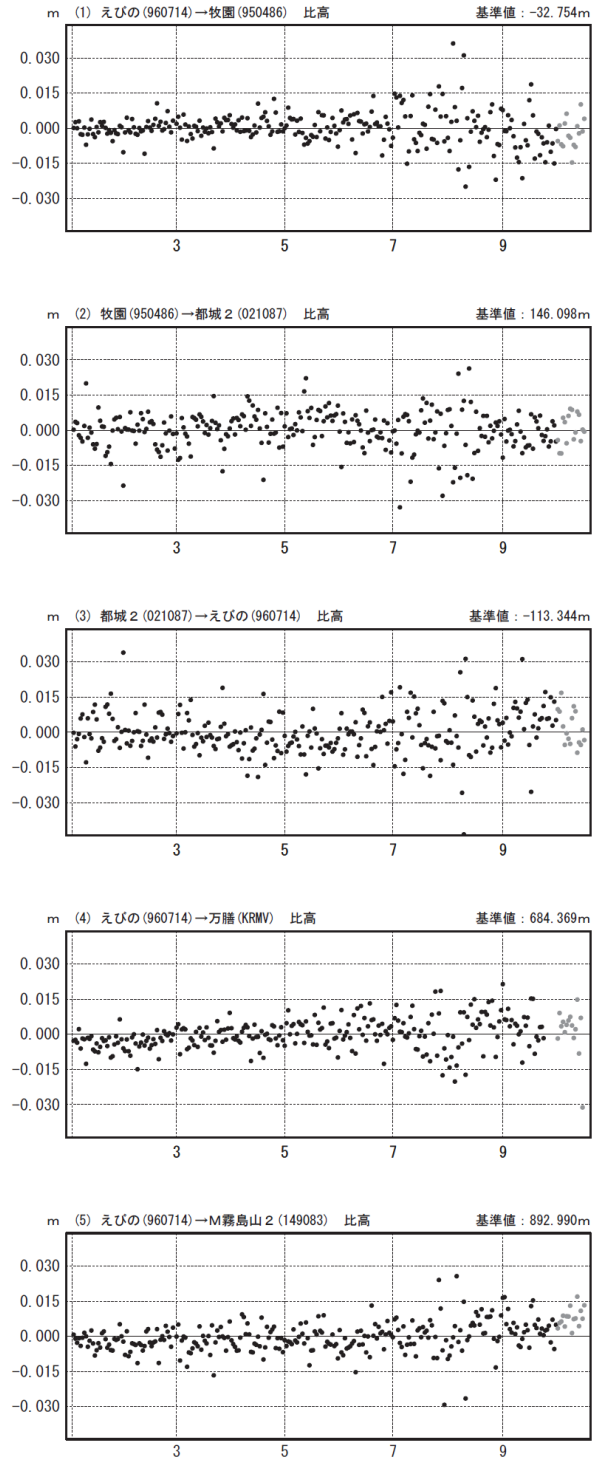 m (1) えびの(960714)→牧園(950486) 比高 基準値:-32.754m
0.030
0.015
0.000
-0.015
-0.030
3 5 7 9
m (2) 牧園(950486)→都城2(021087) 比高 基準値:146.098m
0.030
0.015
0.000
-0.015
-0.030
3 5 7 9
m (3) 都城2(021087)→えびの(960714) 比高 基準値:-113.344m
0.030
0.015
0.000
-0.015
-0.030
3 5 7 9
m (4) えびの(960714)→万膳(KRMV) 比高 基準値:684.369m
0.030
0.015
0.000
-0.015
-0.030
3 5 7 9
m (5) えびの(960714)→M霧島山2(149083) 比高 基準値:892.990m
0.030
0.015
0.000
-0.015
-0.030
3 5 7 9